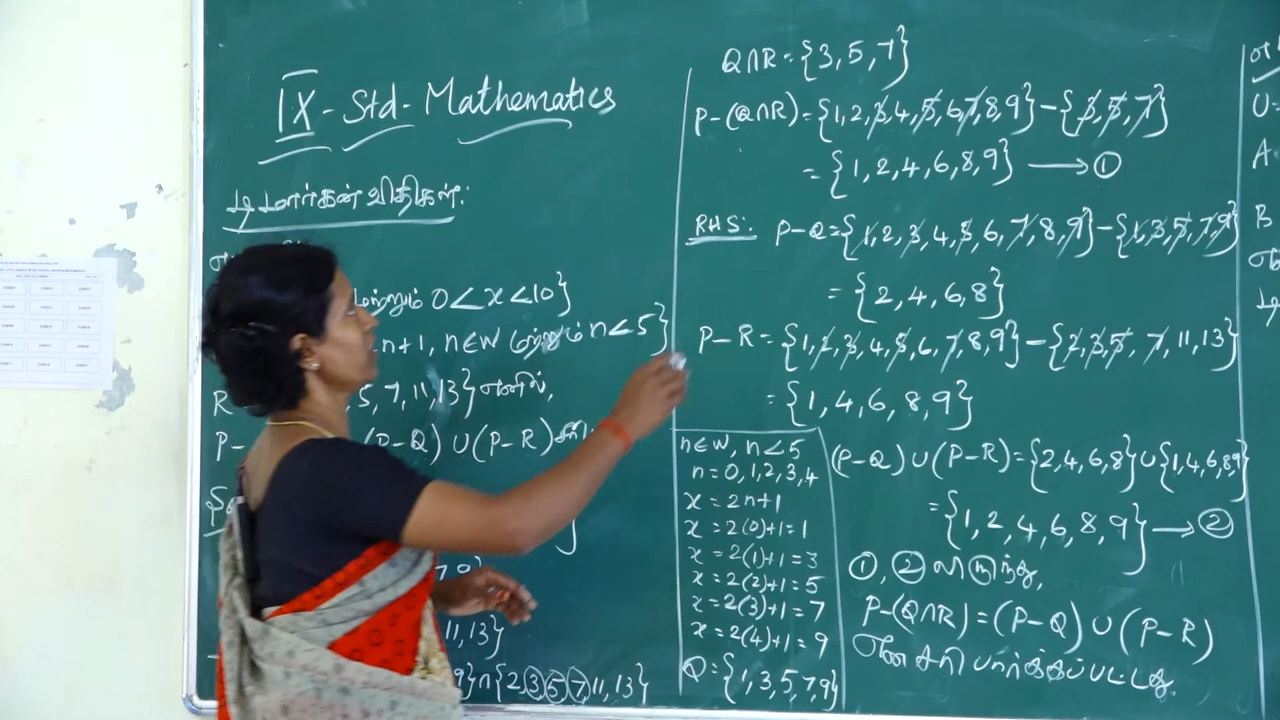 IX - Std - Mathematics
டி மார்கன் விதிகள்:
மற்றும் 0 < x < 10}
n+1, n∈W மற்றும் n < 5}
R 5, 7, 11, 13} எனில்,
P- (P-Q) ∪ (P-R)
7, 9}
11, 13}
9} ∩ {2, 3, 5, 7, 11, 13}
Q∩R = {3, 5, 7}
P-(Q∩R) = {1, 2, 3, 4, 5, 6, 7, 8, 9} - {3, 5, 7}
= {1, 2, 4, 6, 8, 9} → ①
RHS: P-Q = {1, 2, 3, 4, 5, 6, 7, 8, 9} - {1, 3, 5, 7, 9}
= {2, 4, 6, 8}
P-R = {1, 2, 3, 4, 5, 6, 7, 8, 9} - {2, 3, 5, 7, 11, 13}
= {1, 4, 6, 8, 9}
n∈W, n < 5
n = 0, 1, 2, 3, 4
x = 2n+1
x = 2(0)+1 = 1
x = 2(1)+1 = 3
x = 2(2)+1 = 5
x = 2(3)+1 = 7
x = 2(4)+1 = 9
Q = {1, 3, 5, 7, 9}
(P-Q) ∪ (P-R) = {2, 4, 6, 8} ∪ {1, 4, 6, 8, 9}
= {1, 2, 4, 6, 8, 9} → ②
①, ② லிருந்து,
P-(Q∩R) = (P-Q) ∪ (P-R)
என சரிபார்க்கப்பட்டது.
U=
A
B